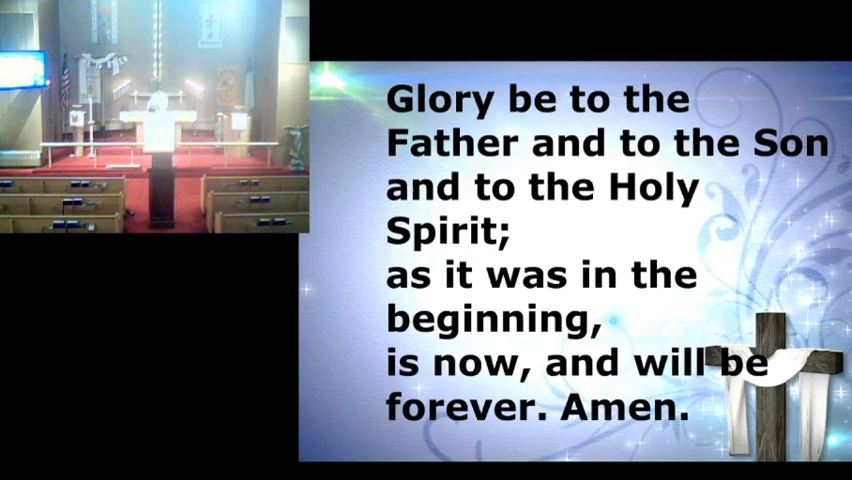 Glory be to the
Father and to the Son
and to the Holy
Spirit;
as it was in the
beginning,
is now, and will be
forever. Amen.